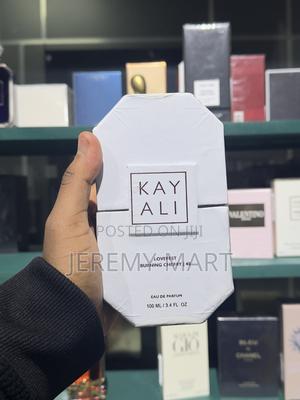 KAY
ALI
POSTED ON JIJI
JEREMY MART
LOVEFEST
BURNING CHERRY | 48
EAU DE PARFUM
100 ML / 3.4 FL OZ
VALENTINO
GIÒ
BLEU
CHANEL